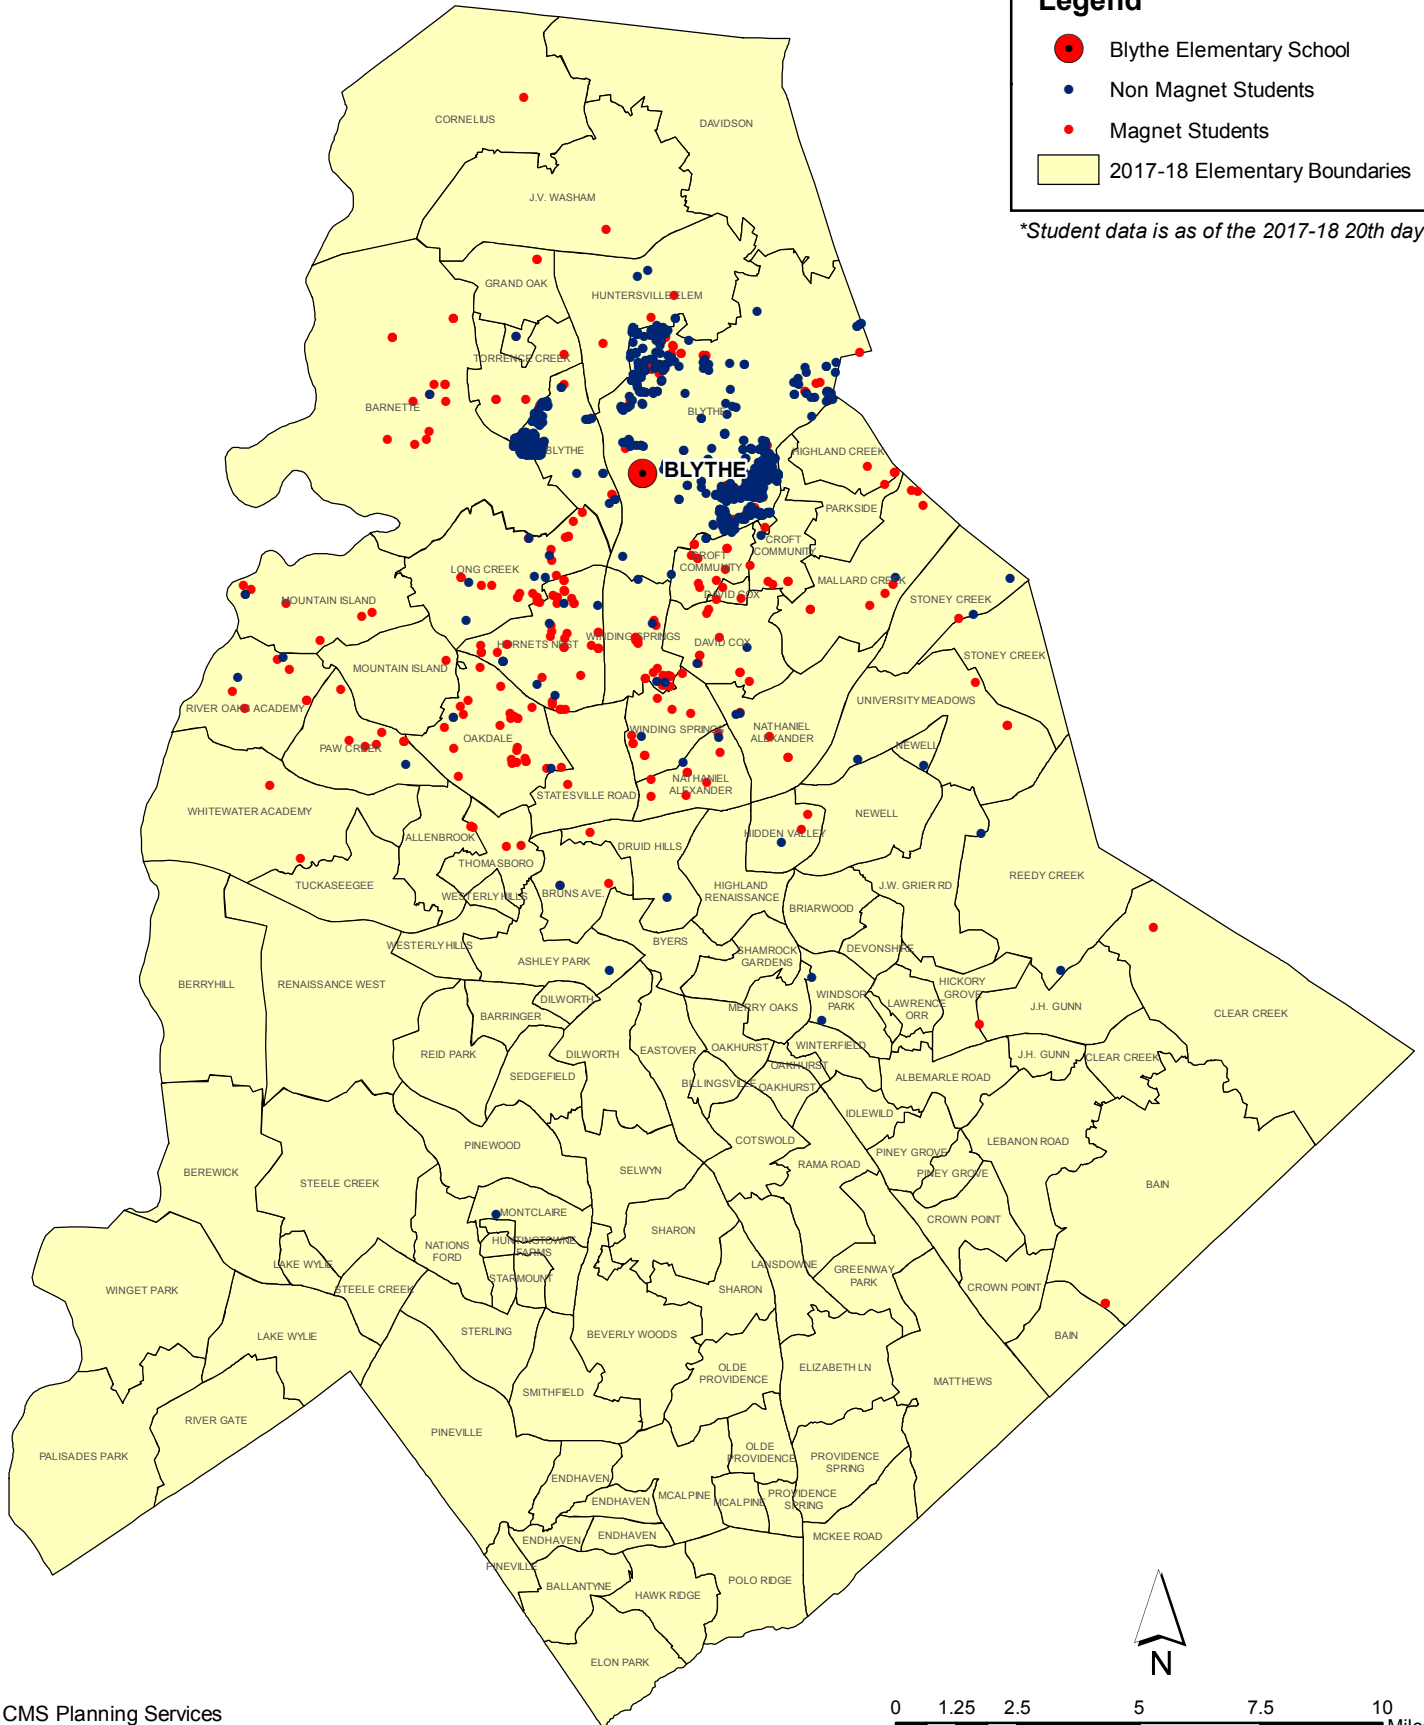 Legend
Blythe Elementary School
Non Magnet Students
Magnet Students
2017-18 Elementary Boundaries
*Student data is as of the 2017-18 20th day
CORNELIUS
DAVIDSON
J.V. WASHAM
GRAND OAK
HUNTERSVILLE ELEM
TORRENCE CREEK
BARNETTE
BLYTHE
BLYTHE
HIGHLAND CREEK
BLYTHE
PARKSIDE
CROFT
COMMUNITY
CROFT
COMMUNITY
LONG CREEK
MALLARD CREEK
DAVID COX
MOUNTAIN ISLAND
STONEY CREEK
HORNETS NEST
WINDING SPRINGS
DAVID COX
STONEY CREEK
MOUNTAIN ISLAND
UNIVERSITY MEADOWS
RIVER OAKS ACADEMY
WINDING SPRINGS
NATHANIEL
ALEXANDER
OAKDALE
PAW CREEK
NEWELL
NATHANIEL
ALEXANDER
STATESVILLE ROAD
WHITEWATER ACADEMY
NEWELL
ALLENBROOK
HIDDEN VALLEY
DRUID HILLS
THOMASBORO
REEDY CREEK
TUCKASEEGEE
WESTERLY HILLS
BRUNS AVE.
HIGHLAND
RENAISSANCE
J.W. GRIER RD
BRIARWOOD
WESTERLY HILLS
BYERS
DEVONSHIRE
ASHLEY PARK
SHAMROCK
GARDENS
BERRYHILL
RENAISSANCE WEST
HICKORY
GROVE
DILWORTH
WINDSOR
PARK
MERRY OAKS
LAWRENCE
ORR
J.H. GUNN
CLEAR CREEK
BARRINGER
REID PARK
DILWORTH
EASTOVER
OAKHURST
WINTERFIELD
J.H. GUNN
CLEAR CREEK
OAKHURST
SEDGEFIELD
BILLINGSVILLE
OAKHURST
ALBEMARLE ROAD
IDLEWILD
PINEWOOD
COTSWOLD
LEBANON ROAD
PINEY GROVE
BEREWICK
SELWYN
RAMA ROAD
PINEY GROVE
STEELE CREEK
BAIN
MONTCLAIRE
CROWN POINT
SHARON
NATIONS
FORD
HUNTINGTOWNE
FARMS
LAKE WYLIE
LANSDOWNE
GREENWAY
PARK
STARMOUNT
WINGET PARK
STEELE CREEK
SHARON
CROWN POINT
STERLING
LAKE WYLIE
BEVERLY WOODS
BAIN
OLDE
PROVIDENCE
ELIZABETH LN
MATTHEWS
SMITHFIELD
RIVER GATE
PINEVILLE
PALISADES PARK
OLDE
PROVIDENCE
PROVIDENCE
SPRING
ENDHAVEN
ENDHAVEN
MCALPINE
MCALPINE
PROVIDENCE
SPRING
ENDHAVEN
ENDHAVEN
MCKEE ROAD
PINEVILLE
BALLANTYNE
HAWK RIDGE
POLO RIDGE
ELON PARK
N
CMS Planning Services
0 1.25 2.5 5 7.5 10